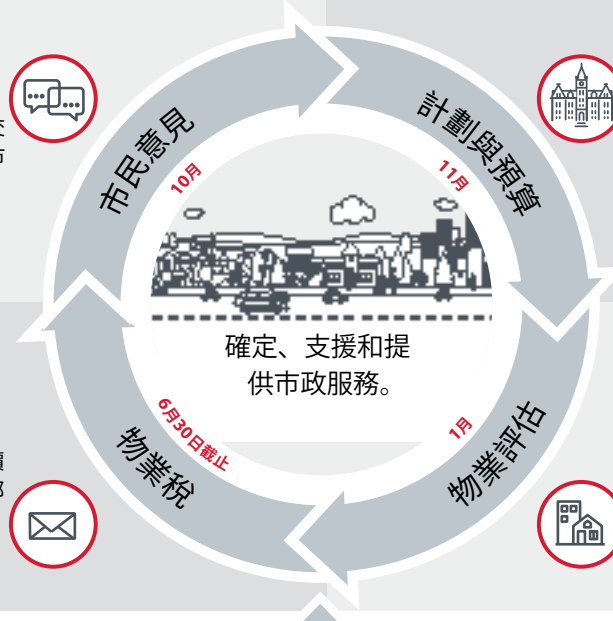 市民意見
10月
計劃與預算
11月
確定、支援和提
供市政服務。
6月30日截止
物業稅
1月
物業評估